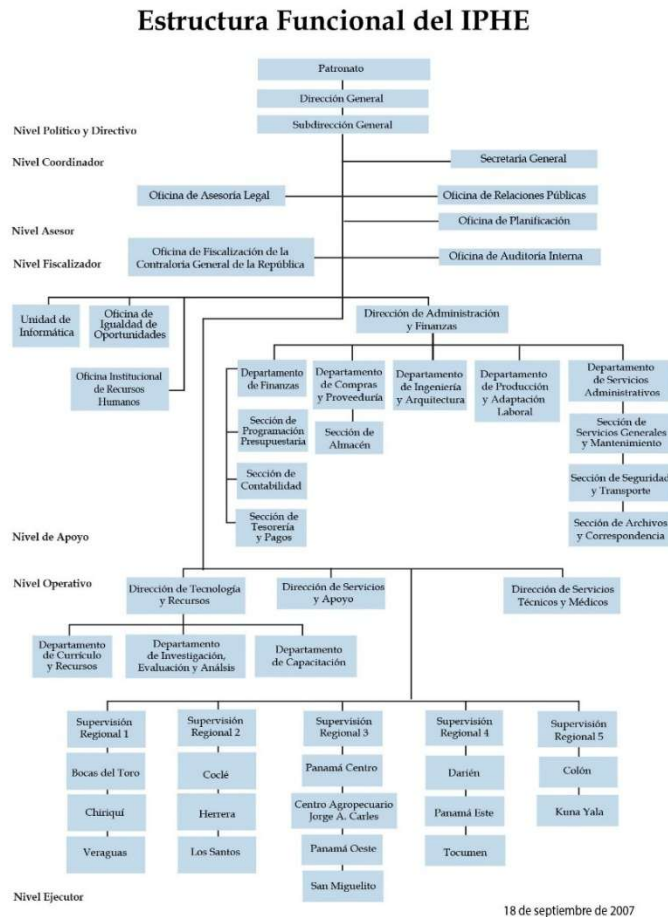 Estructura Funcional del IPHE
Patronato
Dirección General
Subdirección General
Nivel Político y Directivo
Nivel Coordinador
Secretaría General
Oficina de Asesoría Legal
Oficina de Relaciones Públicas
Oficina de Planificación
Nivel Asesor
Oficina de Fiscalización de la
Contraloría General de la República
Oficina de Auditoría Interna
Nivel Fiscalizador
Unidad de
Informática
Oficina de
Igualdad de
Oportunidades
Dirección de Administración
y Finanzas
Oficina Institucional
de Recursos
Humanos
Departamento
de Finanzas
Departamento
de Compras
y Proveeduría
Departamento
de Ingeniería
y Arquitectura
Departamento
de Producción
y Adaptación
Laboral
Departamento
de Servicios
Administrativos
Sección de
Programación
Presupuestaria
Sección de
Almacén
Sección de
Servicios Generales
y Mantenimiento
Sección de
Contabilidad
Sección de Seguridad
y Transporte
Sección de
Tesorería
y Pagos
Sección de Archivos
y Correspondencia
Nivel de Apoyo
Nivel Operativo
Dirección de Tecnología
y Recursos
Dirección de Servicios
y Apoyo
Dirección de Servicios
Técnicos y Médicos
Departamento
de Currículo
y Recursos
Departamento
de Investigación,
Evaluación y Análsis
Departamento
de Capacitación
Supervisión
Regional 1
Supervisión
Regional 2
Supervisión
Regional 3
Supervisión
Regional 4
Supervisión
Regional 5
Bocas del Toro
Coclé
Panamá Centro
Darién
Colón
Chiriquí
Herrera
Centro Agropecuario
Jorge A. Carles
Panamá Este
Kuna Yala
Veraguas
Los Santos
Panamá Oeste
Tocumen
San Miguelito
Nivel Ejecutor
18 de septiembre de 2007